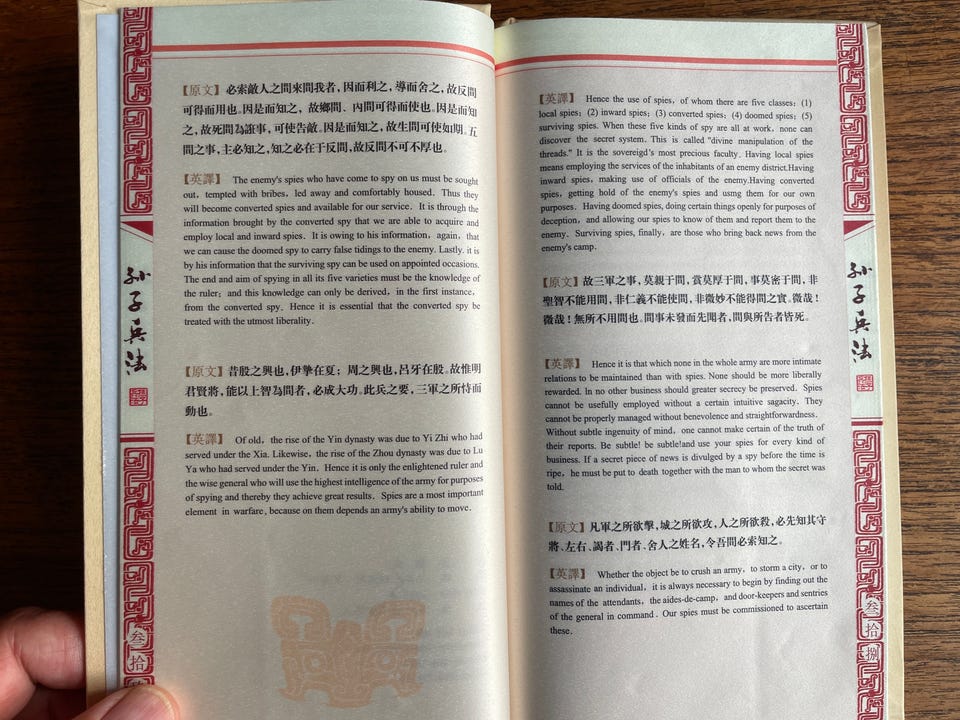 【英譯】 Hence the use of spies, of whom there are five classes: (1)
local spies; (2) inward spies; (3) converted spies; (4) doomed spies; (5)
surviving spies. When these five kinds of spy are all at work, none can
discover the secret system. This is called "divine manipulation of the
threads." It is the sovereigd's most precious faculty. Having local spies
means employing the services of the inhabitants of an enemy district.Having
inward spies, making use of officials of the enemy.Having converted
spies, getting hold of the enemy's spies and usmg them for our own
purposes. Having doomed spies, doing certain things openly for purposes of
deception, and allowing our spies to know of them and report them to the
enemy. Surviving spies, finally, are those who bring back news from the
enemy's camp.
【原文】故三軍之事，莫親于間，賞莫厚于間，事莫密于間，非
聖智不能用間，非仁義不能使間，非微妙不能得間之實。微哉！
微哉！無所不用間也。間事未發而先聞者，間與所告者皆死。
【英譯】 Hence it is that which none in the whole army are more intimate
relations to be maintained than with spies. None should be more liberally
rewarded. In no other business should greater secrecy be preserved. Spies
cannot be usefully employed without a certain intuitive sagacity. They
cannot be properly managed without benevolence and straightforwardness.
Without subtle ingenuity of mind, one cannot make certain of the truth of
their reports. Be subtle! be subtle!and use your spies for every kind of
business. If a secret piece of news is divulged by a spy before the time is
ripe, he must be put to death together with the man to whom the secret was
told.
【原文】凡軍之所欲擊，城之所欲攻，人之所欲殺，必先知其守
將、左右、謁者、門者、舍人之姓名，令吾間必索知之。
【英譯】 Whether the object be to crush an army, to storm a city, or to
assassinate an individual, it is always necessary to begin by finding out the
names of the attendants, the aides-de-camp, and door-keepers and sentries
of the general in command. Our spies must be commissioned to ascertain
these.
孙子兵法
叁拾捌
【原文】必索敵人之間來間我者，因而利之，導而舍之，故反間
可得而用也。因是而知之，故鄉間、內間可得而使也。因是而知
之，故死間為誑事，可使告敵。因是而知之，故生間可使如期。五
間之事，主必知之，知之必在于反間，故反間不可不厚也。
【英譯】 The enemy's spies who have come to spy on us must be sought
out, tempted with bribes, led away and comfortably housed. Thus they
will become converted spies and available for our service. It is through the
information brought by the converted spy that we are able to acquire and
employ local and inward spies. It is owing to his information, again, that
we can cause the doomed spy to carry false tidings to the enemy. Lastly, it is
by his information that the surviving spy can be used on appointed occasions.
The end and aim of spying in all its five varieties must be the knowledge of
the ruler; and this knowledge can only be derived, in the first instance,
from the converted spy. Hence it is essential that the converted spy be
treated with the utmost liberality.
【原文】昔殷之興也，伊摯在夏；周之興也，呂牙在殷。故惟明
君賢將，能以上智為間者，必成大功。此兵之要，三軍之所恃而
動也。
【英譯】 Of old, the rise of the Yin dynasty was due to Yi Zhi who had
served under the Xia. Likewise, the rise of the Zhou dynasty was due to Lu
Ya who had served under the Yin. Hence it is only the enlightened ruler and
the wise general who will use the highest intelligence of the army for purposes
of spying and thereby they achieve great results. Spies are a most important
element in warfare, because on them depends an army's ability to move.
孙子兵法
叁拾